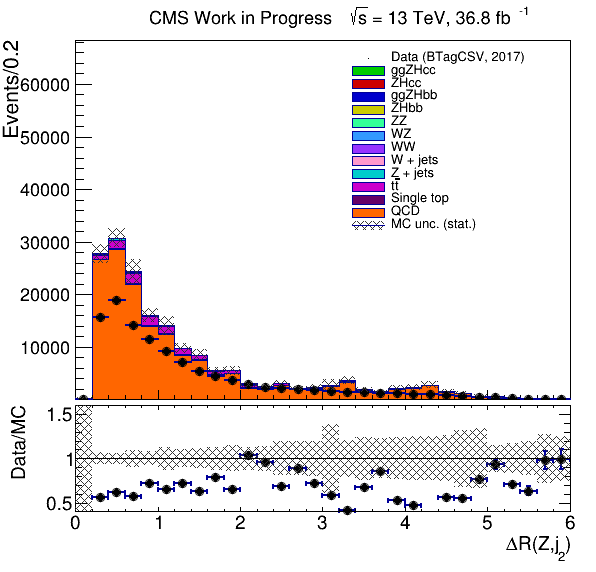 CMS Work in Progress √s = 13 TeV, 36.8 fb -1
Events/0.2
60000
50000
40000
30000
20000
10000
Data (BTagCSV, 2017)
ggZHcc
ZHcc
ggZHbb
ZHbb
ZZ
WZ
WW
W + jets
Z + jets
tt̄
Single top
QCD
MC unc. (stat.)
Data/MC
1.5
1
0.5
0 1 2 3 4 5 6
ΔR(Z,j2)